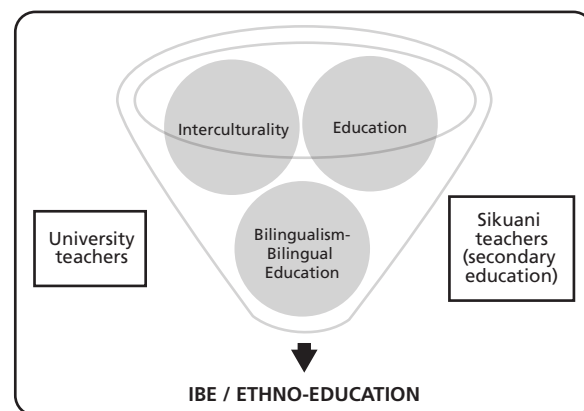 Interculturality
Education
Bilingualism-
Bilingual
Education
University
teachers
Sikuani
teachers
(secondary
education)
IBE / ETHNO-EDUCATION